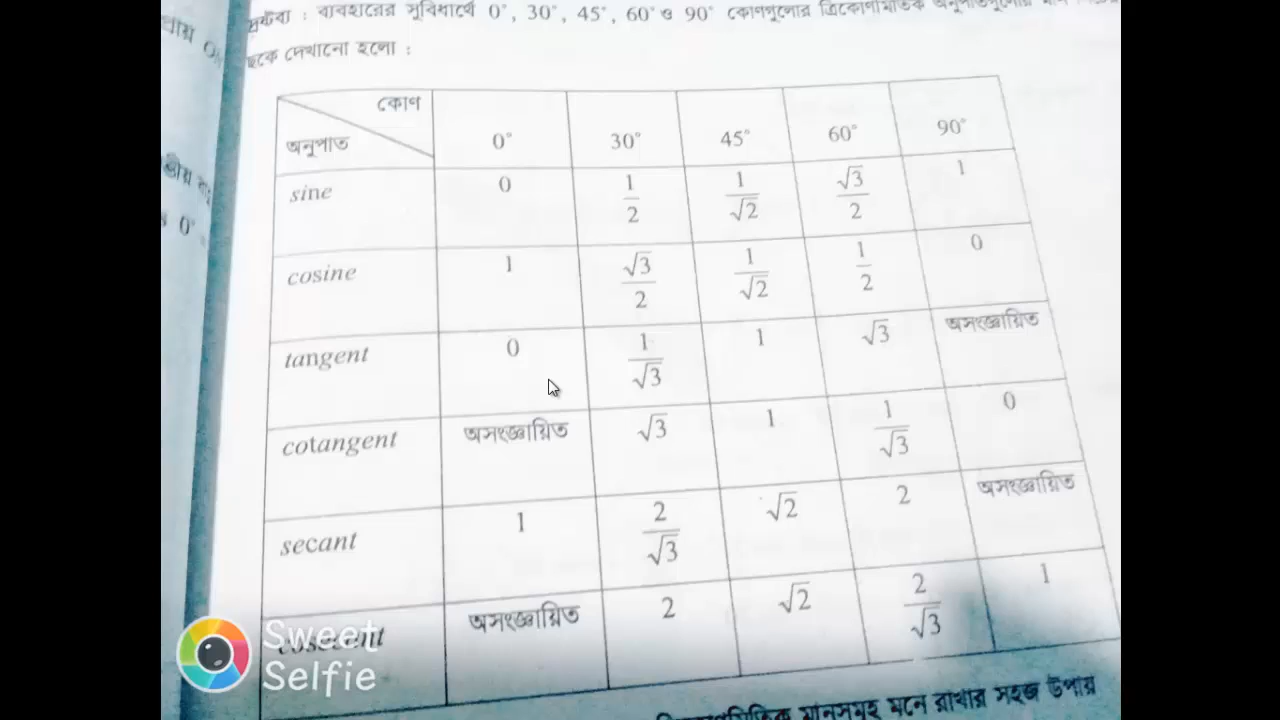 দ্রষ্টব্য : ব্যবহারের সুবিধার্থে 0°, 30°, 45°, 60° ও 90° কোণগুলোর ত্রিকোণমিতিক অনুপাতগুলোর
ছকে দেখানো হলো :
কোণ
অনুপাত 0° 30° 45° 60° 90°
sine 0 1/2 1/√2 √3/2 1
cosine 1 √3/2 1/√2 1/2 0
tangent 0 1/√3 1 √3 অসংজ্ঞায়িত
cotangent অসংজ্ঞায়িত √3 1 1/√3 0
secant 1 2/√3 √2 2 অসংজ্ঞায়িত
cosecent অসংজ্ঞায়িত 2 √2 2/√3 1
Sweet
Selfie
মানসমূহ মনে রাখার সহজ উপায়